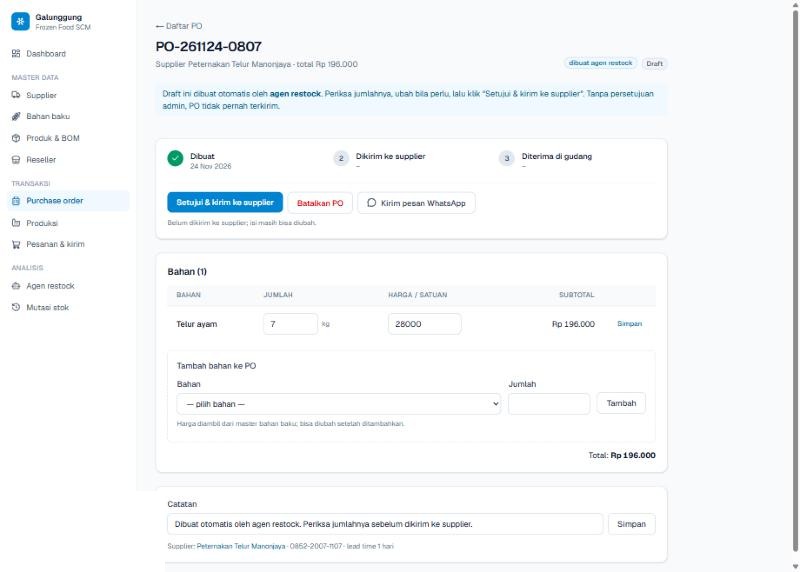 Galunggung
Frozen Food SCM
Dashboard
MASTER DATA
Supplier
Bahan baku
Produk & BOM
Reseller
TRANSAKSI
Purchase order
Produksi
Pesanan & kirim
ANALISIS
Agen restock
Mutasi stok
← Daftar PO
PO-261124-0807
Supplier Peternakan Telur Manonjaya · total Rp 196.000
dibuat agen restock
Draft
Draft ini dibuat otomatis oleh agen restock. Periksa jumlahnya, ubah bila perlu, lalu klik "Setujui & kirim ke supplier". Tanpa persetujuan
admin, PO tidak pernah terkirim.
Dibuat
24 Nov 2026
2 Dikirim ke supplier
–
3 Diterima di gudang
–
Setujui & kirim ke supplier
Batalkan PO
Kirim pesan WhatsApp
Belum dikirim ke supplier; isi masih bisa diubah.
Bahan (1)
BAHAN JUMLAH HARGA / SATUAN SUBTOTAL
Telur ayam 7 kg 28000 Rp 196.000 Simpan
Tambah bahan ke PO
Bahan Jumlah
— pilih bahan — Tambah
Harga diambil dari master bahan baku; bisa diubah setelah ditambahkan.
Total: Rp 196.000
Catatan
Dibuat otomatis oleh agen restock. Periksa jumlahnya sebelum dikirim ke supplier. Simpan
Supplier: Peternakan Telur Manonjaya · 0852-2007-1107 · lead time 1 hari